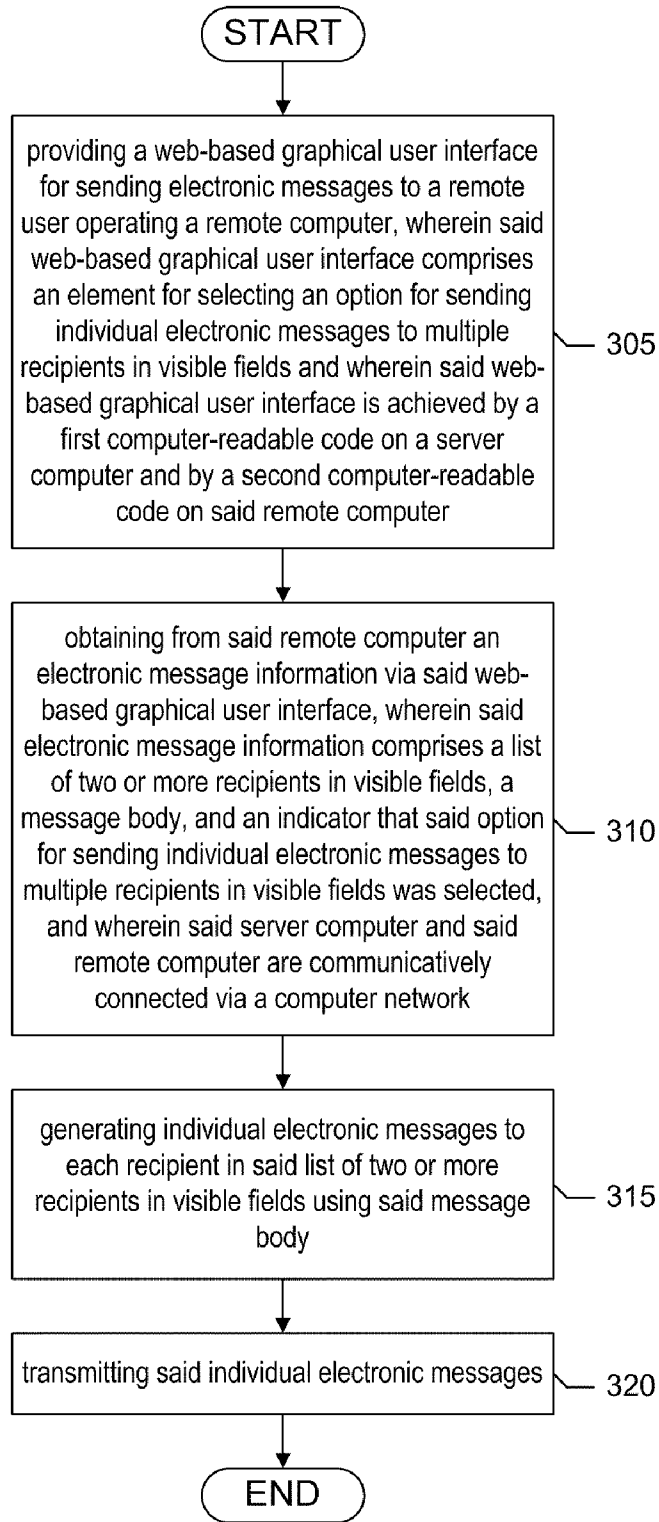 START
providing a web-based graphical user interface
for sending electronic messages to a remote
user operating a remote computer, wherein said
web-based graphical user interface comprises
an element for selecting an option for sending
individual electronic messages to multiple
recipients in visible fields and wherein said web-
based graphical user interface is achieved by a
first computer-readable code on a server
computer and by a second computer-readable
code on said remote computer
305
obtaining from said remote computer an
electronic message information via said web-
based graphical user interface, wherein said
electronic message information comprises a list
of two or more recipients in visible fields, a
message body, and an indicator that said option
for sending individual electronic messages to
multiple recipients in visible fields was selected,
and wherein said server computer and said
remote computer are communicatively
connected via a computer network
310
generating individual electronic messages to
each recipient in said list of two or more
recipients in visible fields using said message
body
315
transmitting said individual electronic messages
320
END